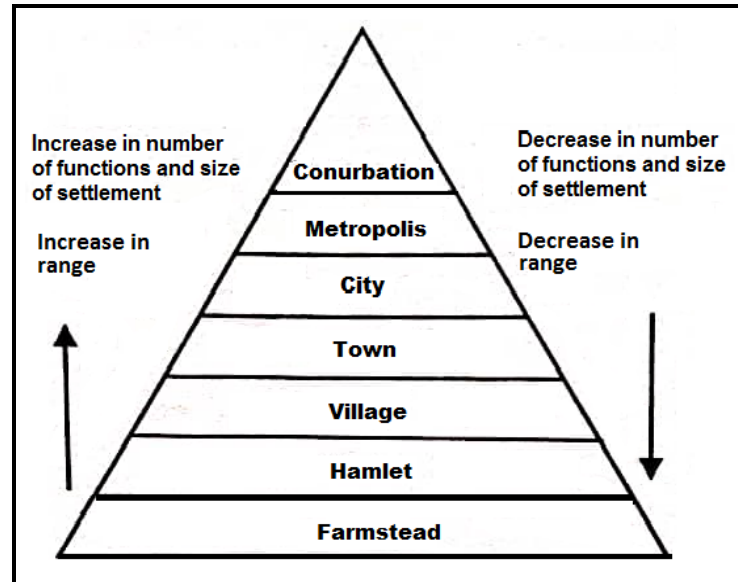 Increase in number
of functions and size
of settlement
Increase in
range
Conurbation
Metropolis
City
Town
Village
Hamlet
Farmstead
Decrease in number
of functions and size
of settlement
Decrease in
range